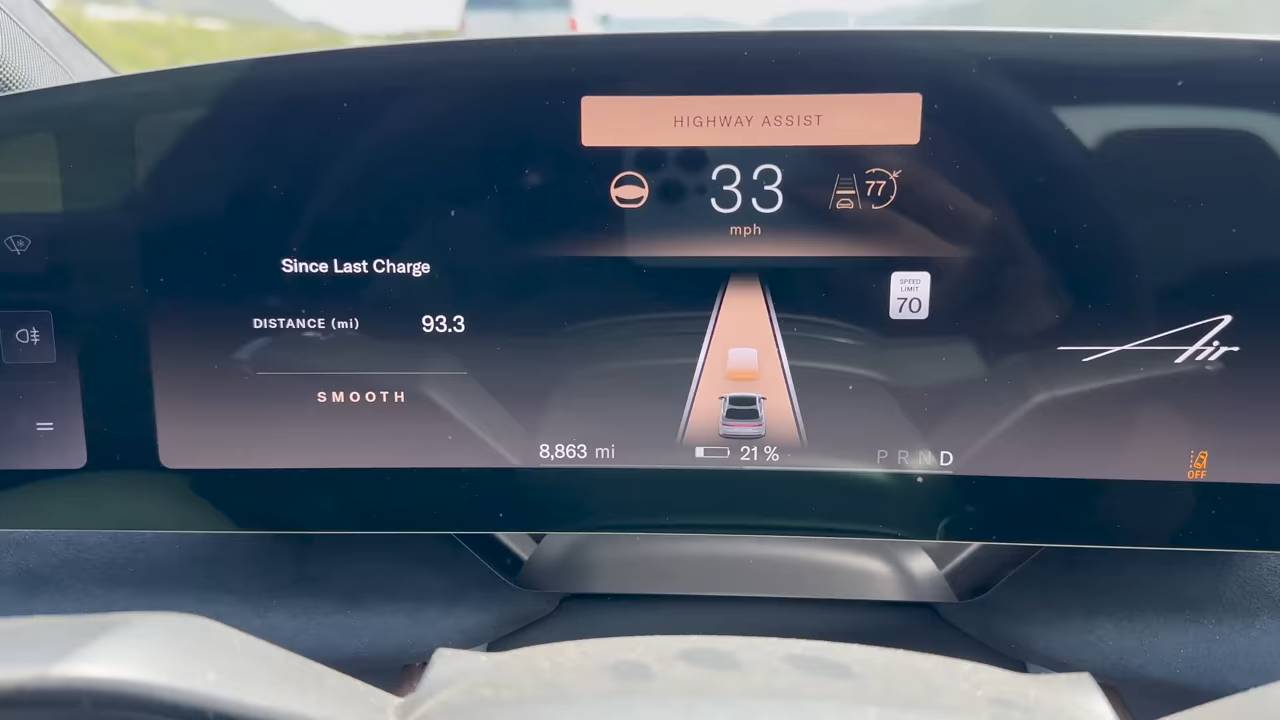 HIGHWAY ASSIST
33
77
mph
Since Last Charge
SPEED
LIMIT
70
DISTANCE (mi) 93.3
Air
SMOOTH
8,863 mi
21 %
P R N D
OFF